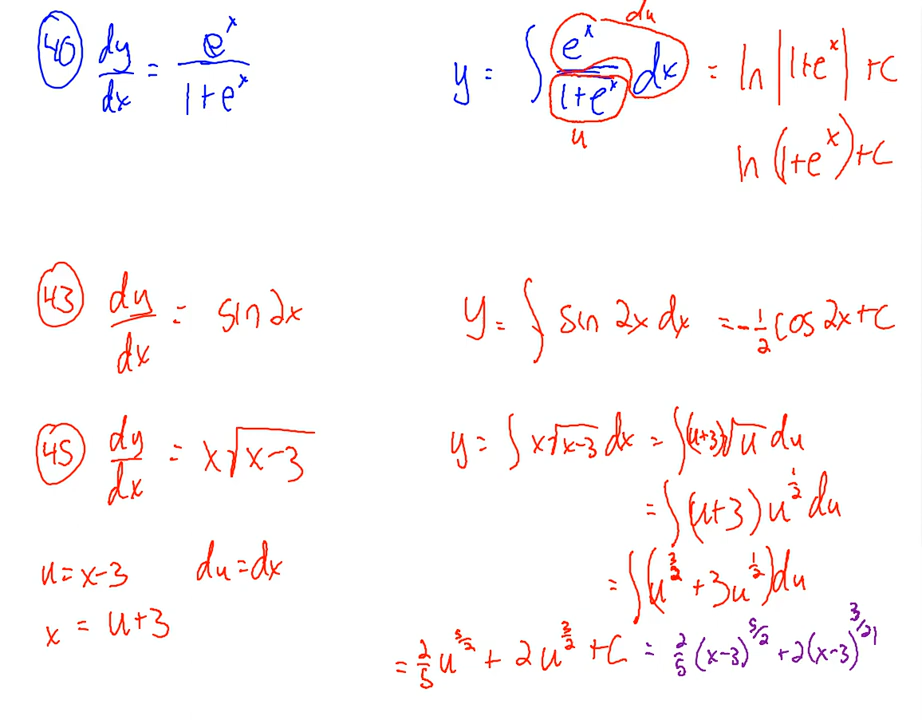 40 dy/dx = e^x/(1+e^x) y = ∫ e^x/(1+e^x) dx = ln|1+e^x| + C
du
u
ln(1+e^x) + C
43 dy/dx = sin 2x y = ∫ sin 2x dx = -1/2 cos 2x + C
45 dy/dx = x√(x-3) y = ∫ x√(x-3) dx = ∫(u+3)√u du
= ∫(u+3) u^(1/2) du
u = x-3 du = dx
= ∫(u^(3/2) + 3u^(1/2)) du
x = u+3
= 2/5 u^(5/2) + 2u^(3/2) + C = 2/5 (x-3)^(5/2) + 2(x-3)^(3/2)